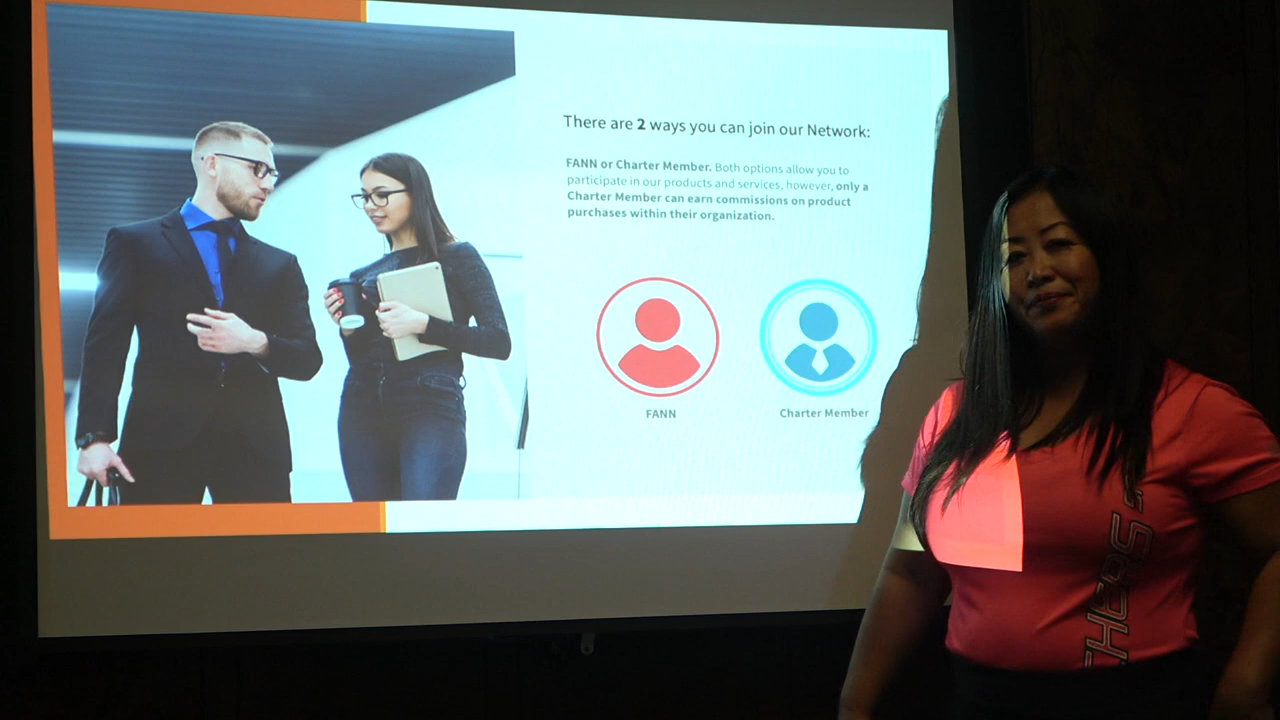 There are 2 ways you can join our Network:
FANN or Charter Member. Both options allow you to
participate in our products and services, however, only a
Charter Member can earn commissions on product
purchases within their organization.
FANN
Charter Member